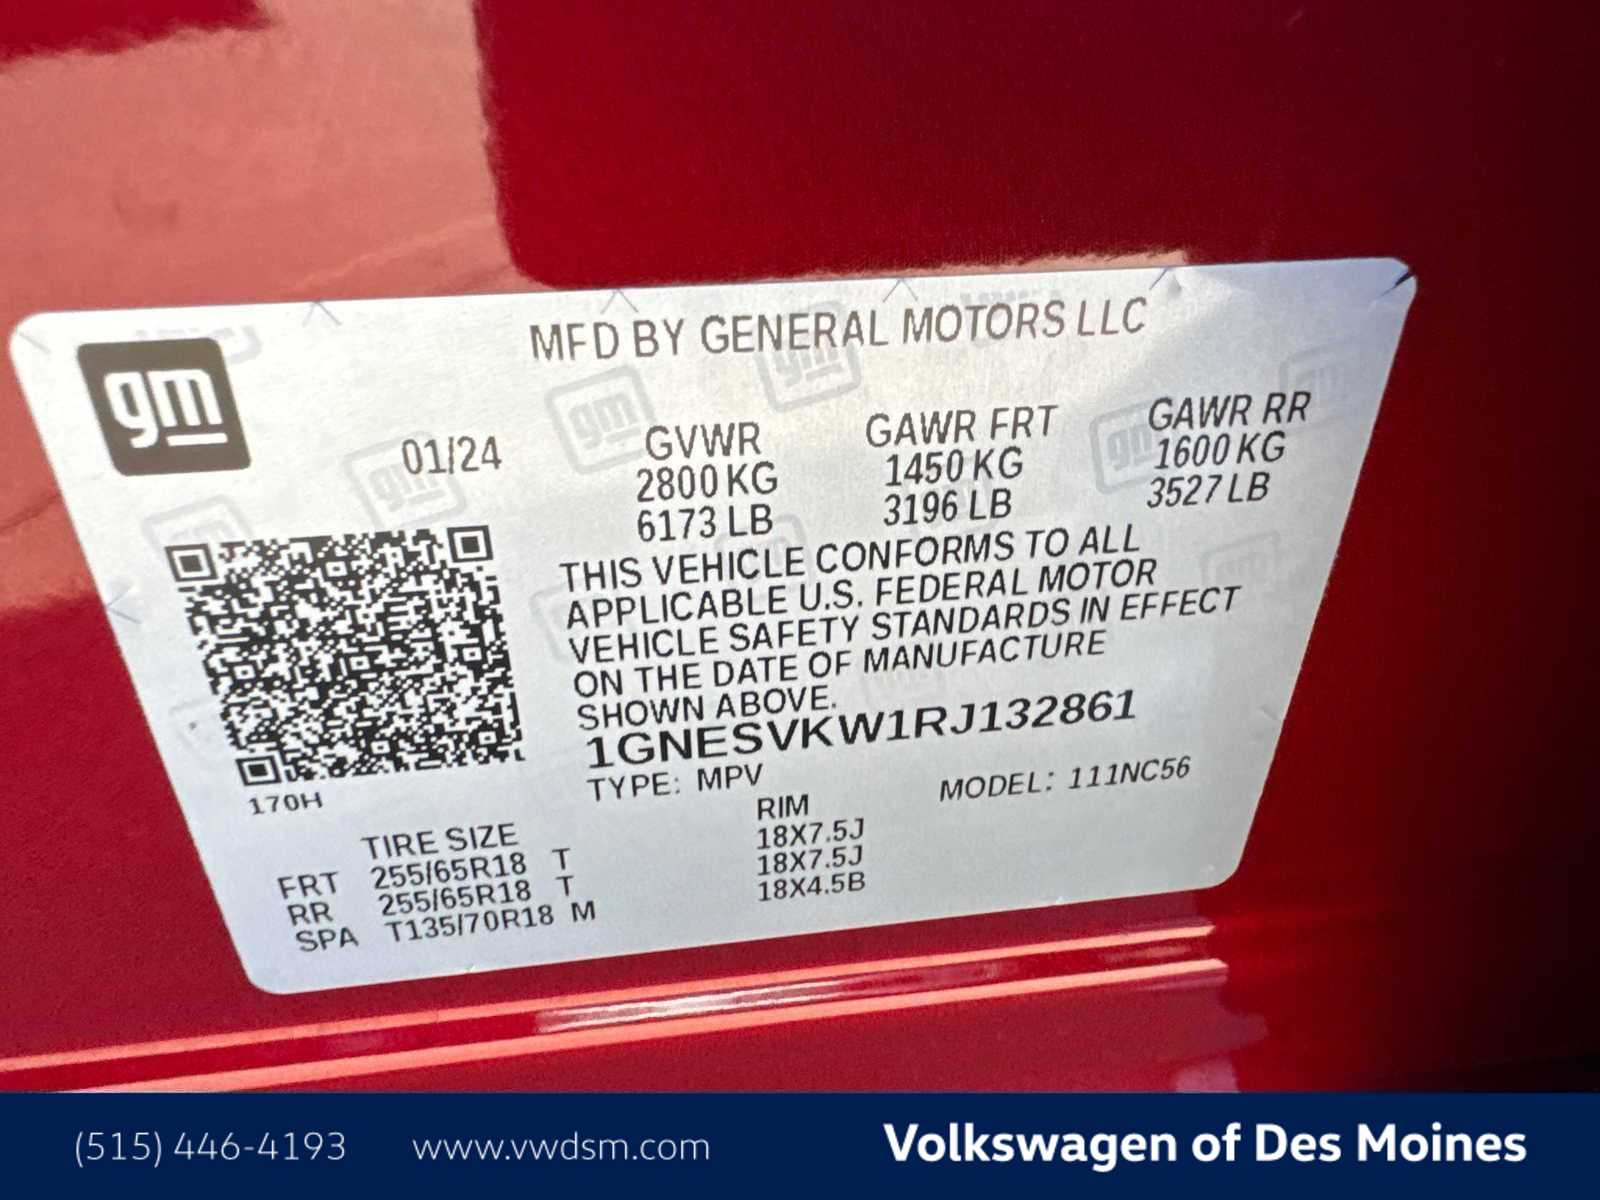 MFD BY GENERAL MOTORS LLC
gm
01/24
GVWR
2800 KG
6173 LB
GAWR FRT
1450 KG
3196 LB
GAWR RR
1600 KG
3527 LB
THIS VEHICLE CONFORMS TO ALL
APPLICABLE U.S. FEDERAL MOTOR
VEHICLE SAFETY STANDARDS IN EFFECT
ON THE DATE OF MANUFACTURE
SHOWN ABOVE.
1GNESVKW1RJ132861
TYPE: MPV MODEL: 111NC56
170H
TIRE SIZE RIM
FRT 255/65R18 T 18X7.5J
RR 255/65R18 T 18X7.5J
SPA T135/70R18 M 18X4.5B
(515) 446-4193 www.vwdsm.com Volkswagen of Des Moines